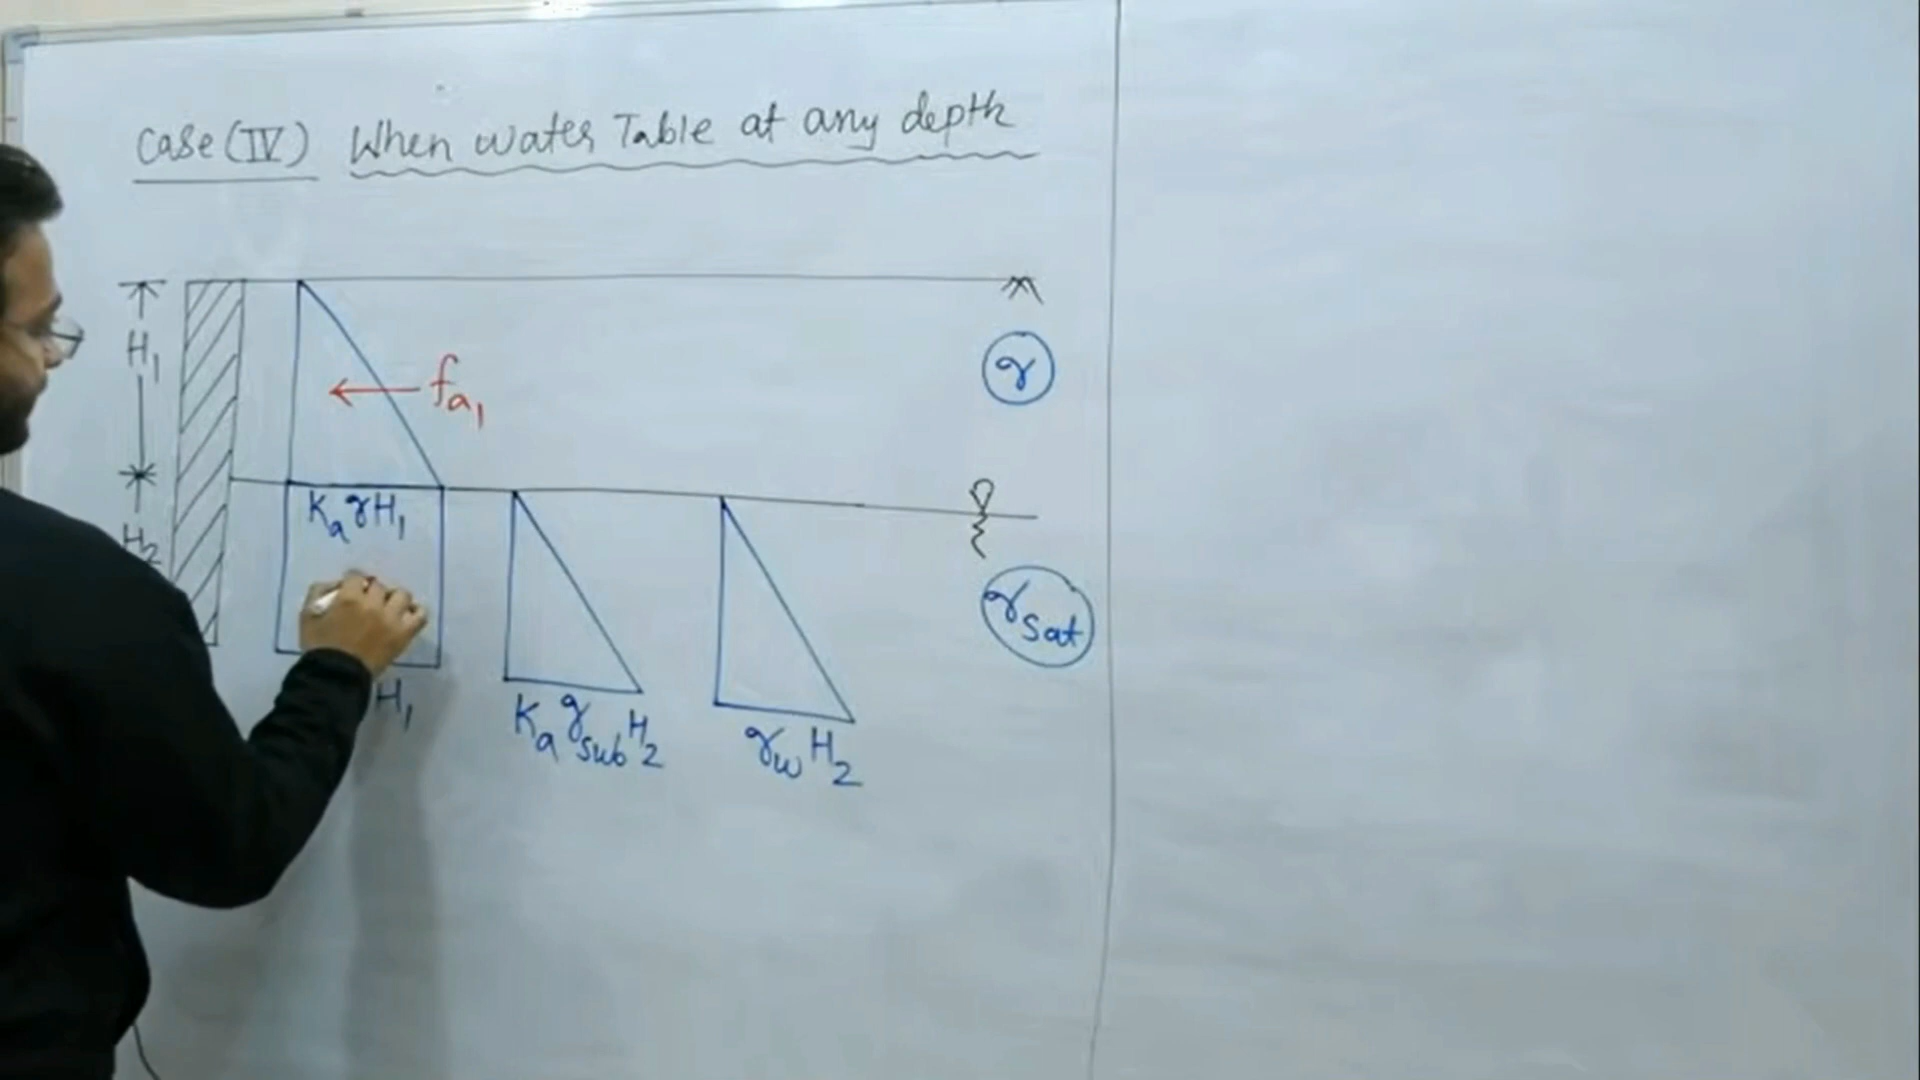 Case (IV) When Water Table at any depth
H1
γ
fa1
H2
Ka γ H1
γsat
H1
Ka γsub H2
γw H2